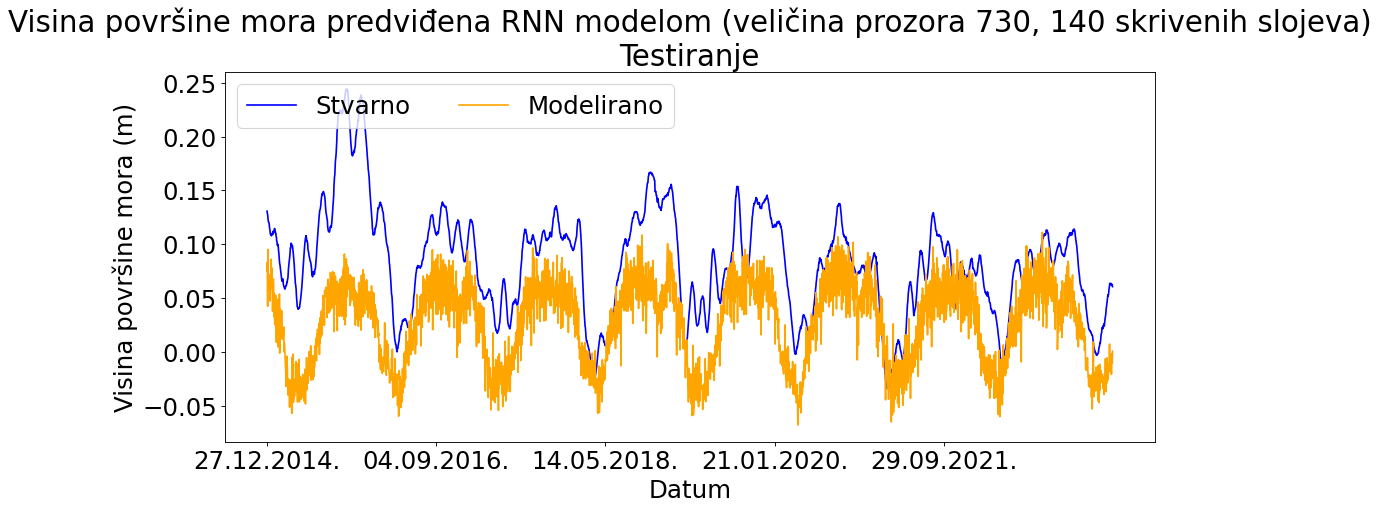 Visina površine mora predviđena RNN modelom (veličina prozora 730, 140 skrivenih slojeva)
Testiranje
Stvarno Modelirano
Visina površine mora (m)
0.25
0.20
0.15
0.10
0.05
0.00
−0.05
27.12.2014. 04.09.2016. 14.05.2018. 21.01.2020. 29.09.2021.
Datum